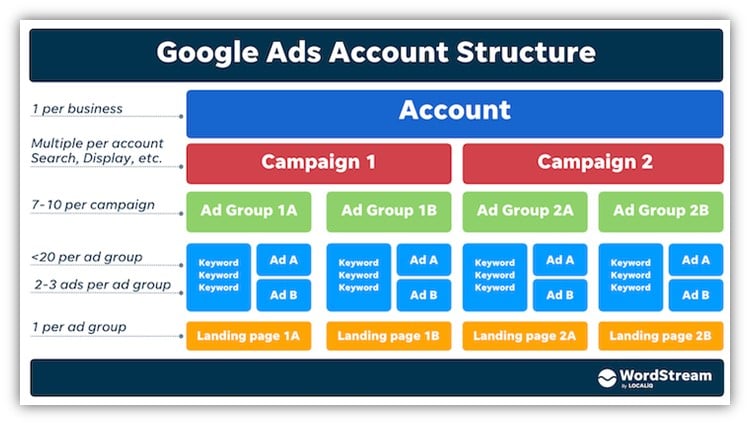 Google Ads Account Structure
1 per business
Account
Multiple per account
Search, Display, etc.
Campaign 1
Campaign 2
7-10 per campaign
Ad Group 1A
Ad Group 1B
Ad Group 2A
Ad Group 2B
<20 per ad group
2-3 ads per ad group
Keyword
Keyword
Keyword
Ad A
Ad B
Keyword
Keyword
Keyword
Ad A
Ad B
Keyword
Keyword
Keyword
Ad A
Ad B
Keyword
Keyword
Keyword
Ad A
Ad B
1 per ad group
Landing page 1A
Landing page 1B
Landing page 2A
Landing page 2B
WordStream
By LOCALiQ